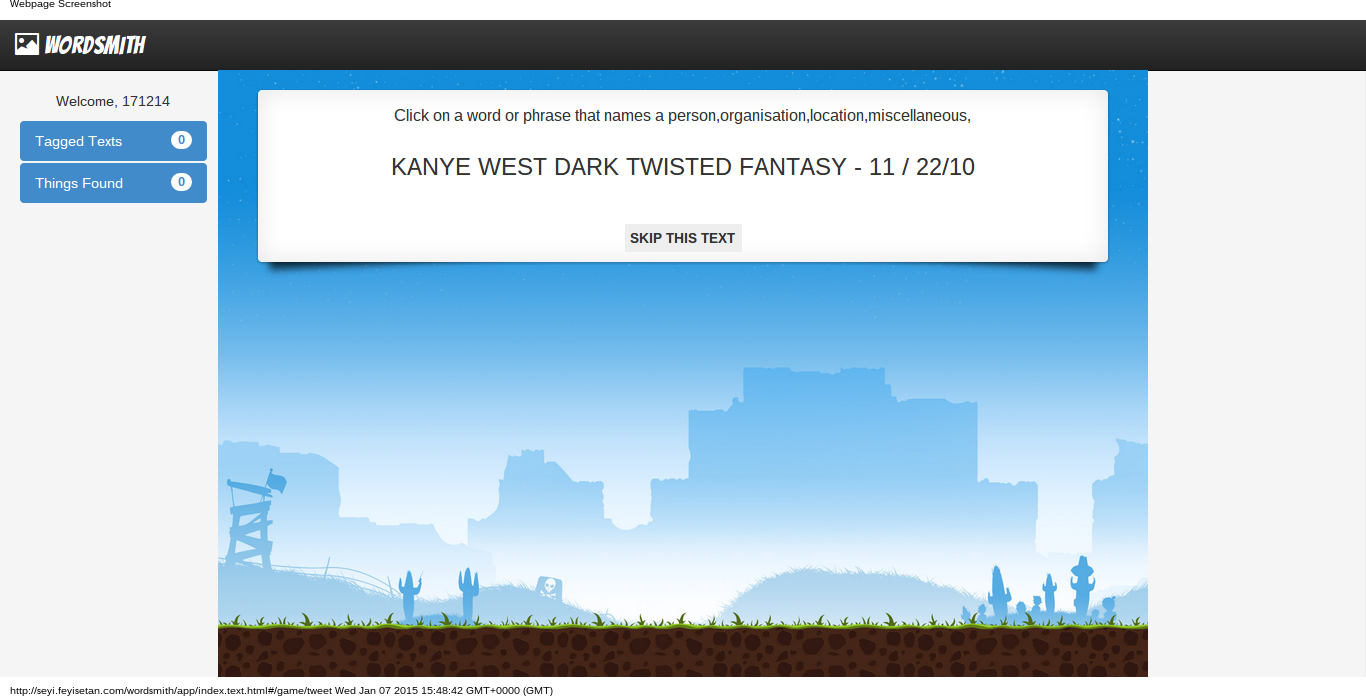 Webpage Screenshot
WORDSMITH
Welcome, 171214
Tagged Texts 0
Things Found 0
Click on a word or phrase that names a person,organisation,location,miscellaneous,
KANYE WEST DARK TWISTED FANTASY - 11 / 22/10
SKIP THIS TEXT
http://seyi.feyisetan.com/wordsmith/app/index.text.html#/game/tweet Wed Jan 07 2015 15:48:42 GMT+0000 (GMT)